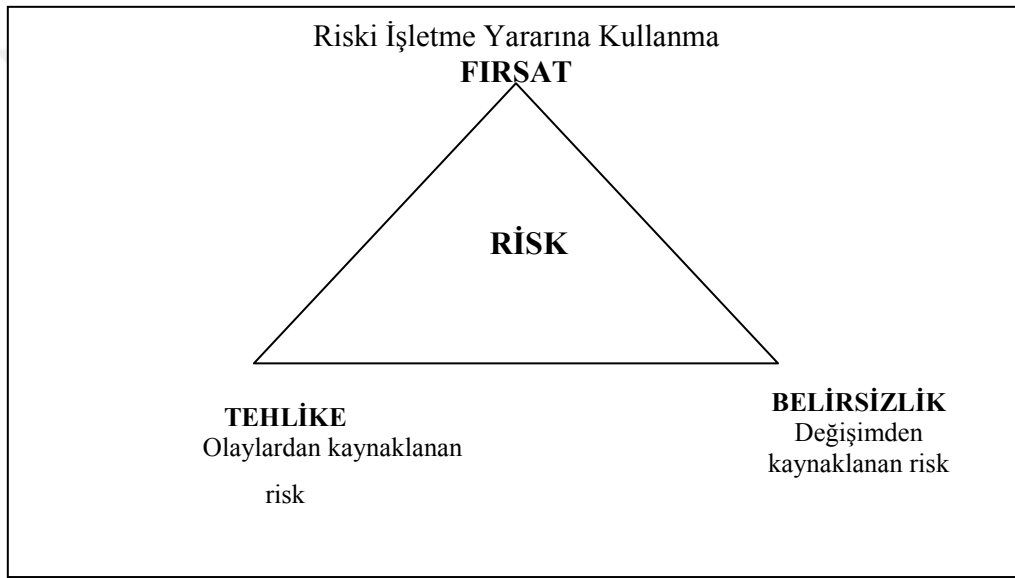 Riski İşletme Yararına Kullanma
FIRSAT
RİSK
TEHLİKE
Olaylardan kaynaklanan
risk
BELİRSİZLİK
Değişimden
kaynaklanan risk